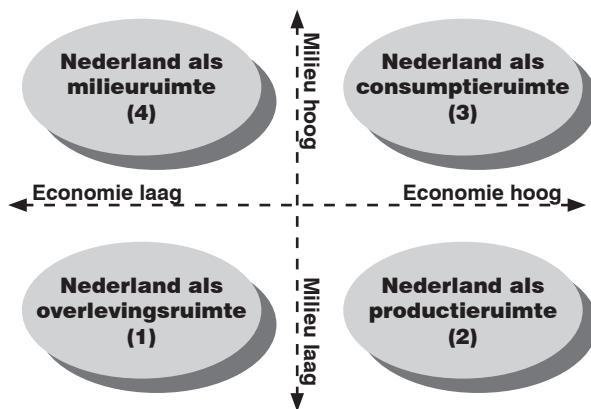 Nederland als
milieuruimte
(4)
Milieu hoog
Nederland als
consumptieruimte
(3)
Economie laag
Economie hoog
Nederland als
overlevingsruimte
(1)
Milieu laag
Nederland als
productieruimte
(2)